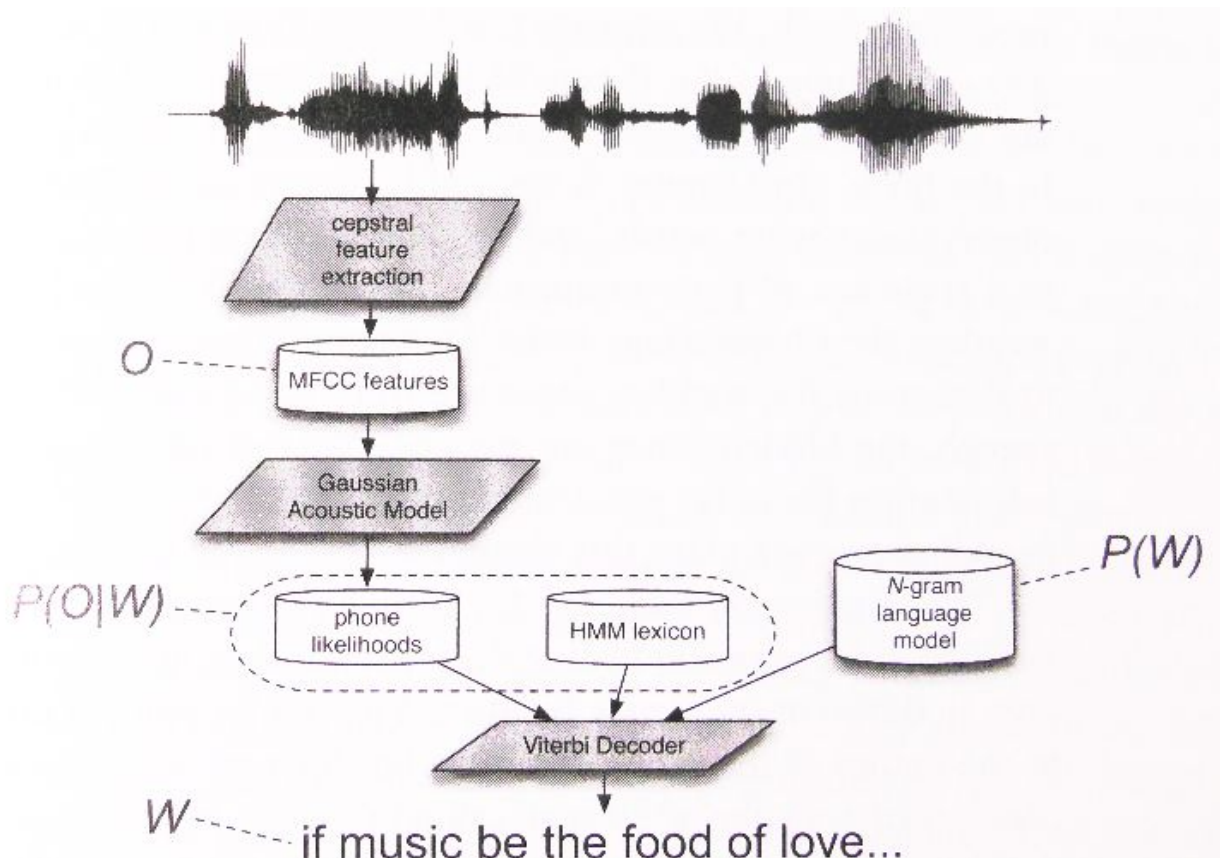 cepstral
feature
extraction
O
MFCC features
Gaussian
Acoustic Model
P(O|W)
phone
likelihoods
HMM lexicon
N-gram
language
model
P(W)
Viterbi Decoder
W
if music be the food of love...